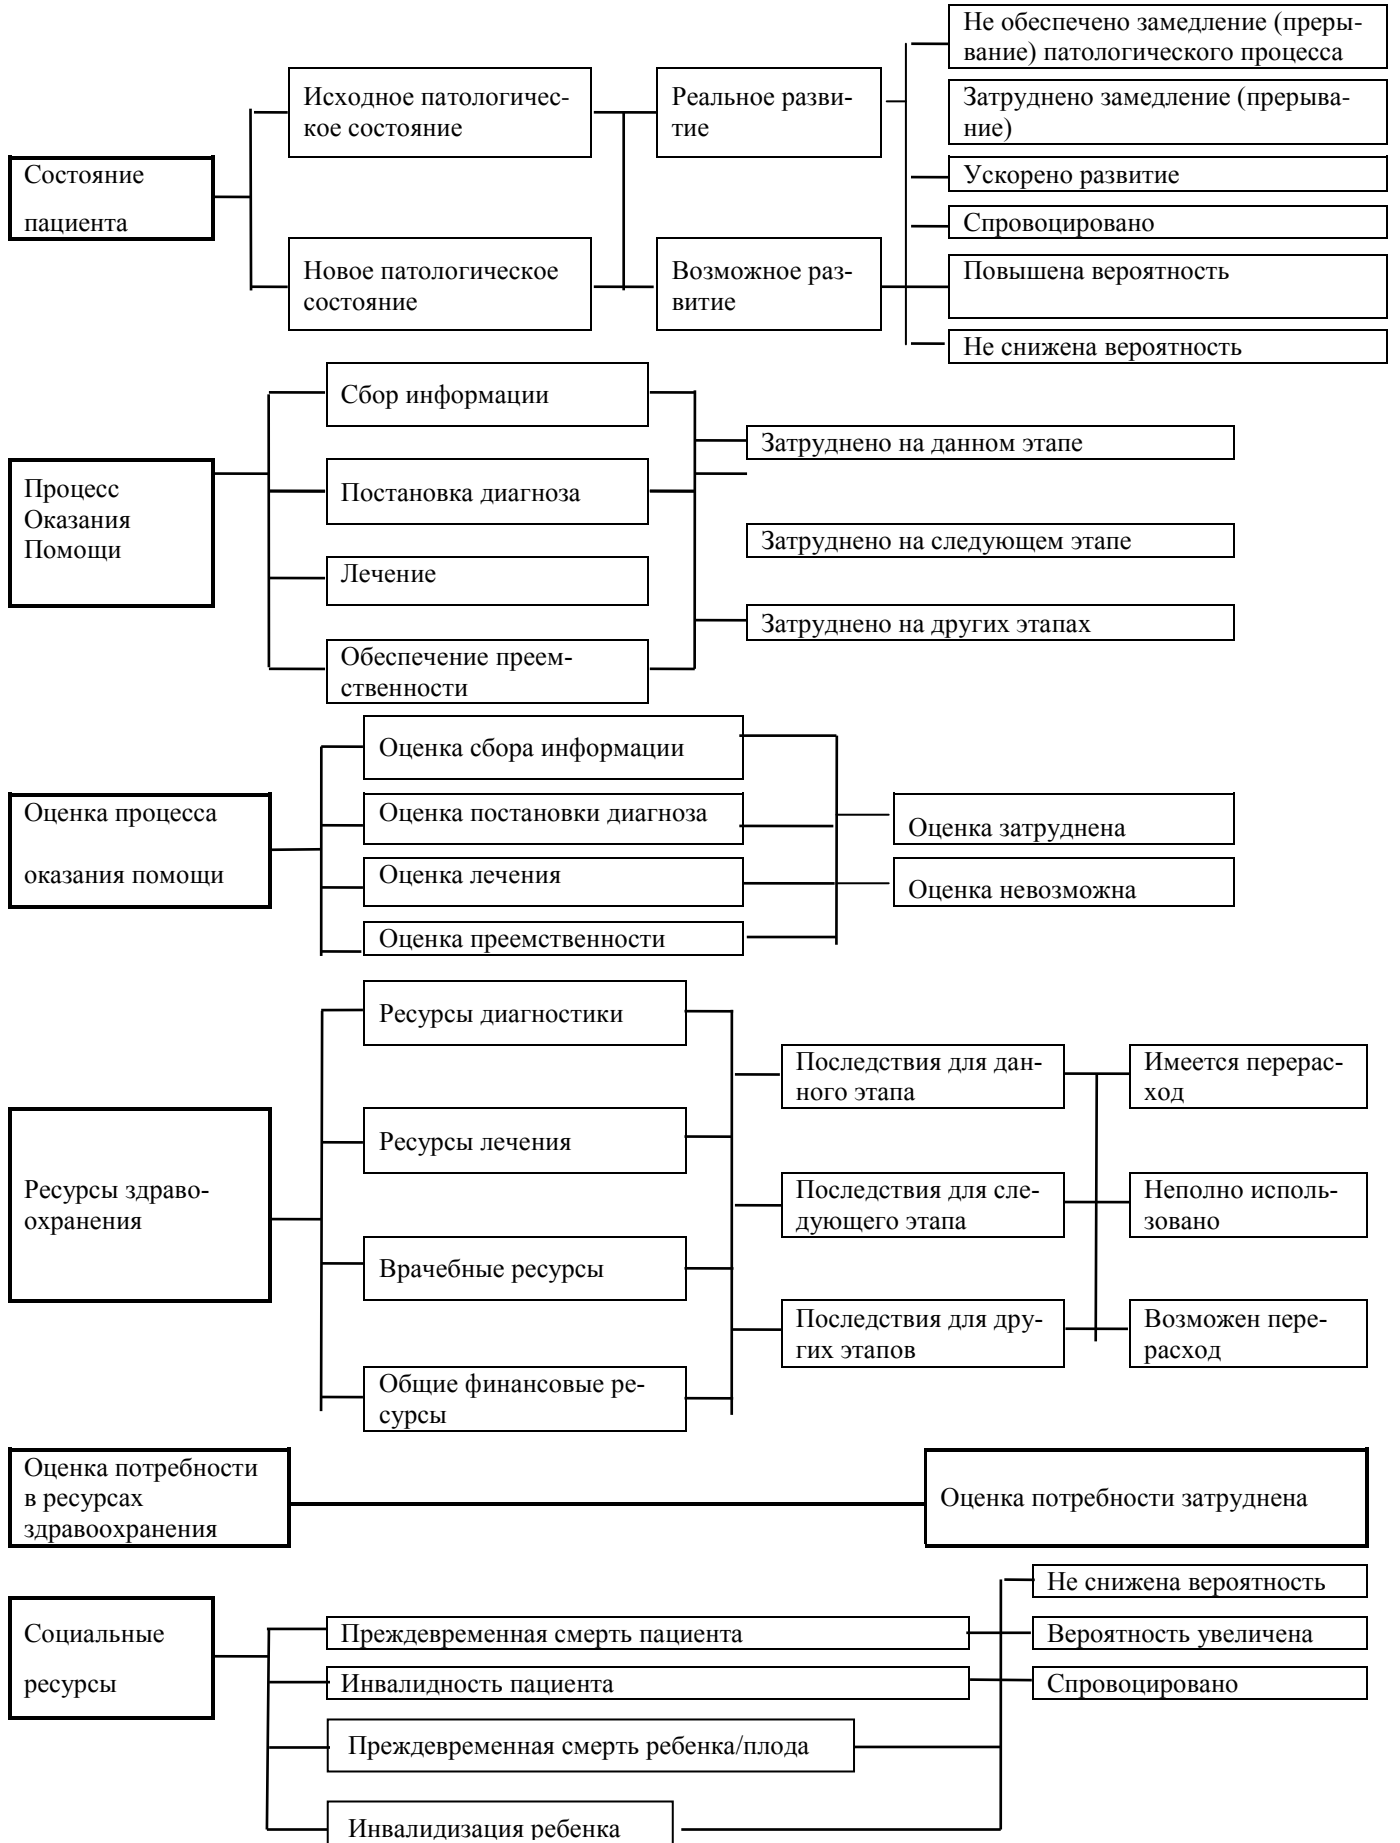 Состояние
пациента
Исходное патологичес-
кое состояние
Новое патологическое
состояние
Реальное разви-
тие
Возможное раз-
витие
Не обеспечено замедление (преры-
вание) патологического процесса
Затруднено замедление (прерыва-
ние)
Ускорено развитие
Спровоцировано
Повышена вероятность
Не снижена вероятность
Процесс
Оказания
Помощи
Сбор информации
Постановка диагноза
Лечение
Обеспечение преем-
ственности
Затруднено на данном этапе
Затруднено на следующем этапе
Затруднено на других этапах
Оценка процесса
оказания помощи
Оценка сбора информации
Оценка постановки диагноза
Оценка лечения
Оценка преемственности
Оценка затруднена
Оценка невозможна
Ресурсы здраво-
охранения
Ресурсы диагностики
Ресурсы лечения
Врачебные ресурсы
Общие финансовые ре-
сурсы
Последствия для дан-
ного этапа
Последствия для сле-
дующего этапа
Последствия для дру-
гих этапов
Имеется перерас-
ход
Неполно исполь-
зовано
Возможен пере-
расход
Оценка потребности
в ресурсах
здравоохранения
Оценка потребности затруднена
Социальные
ресурсы
Преждевременная смерть пациента
Инвалидность пациента
Преждевременная смерть ребенка/плода
Инвалидизация ребенка
Не снижена вероятность
Вероятность увеличена
Спровоцировано